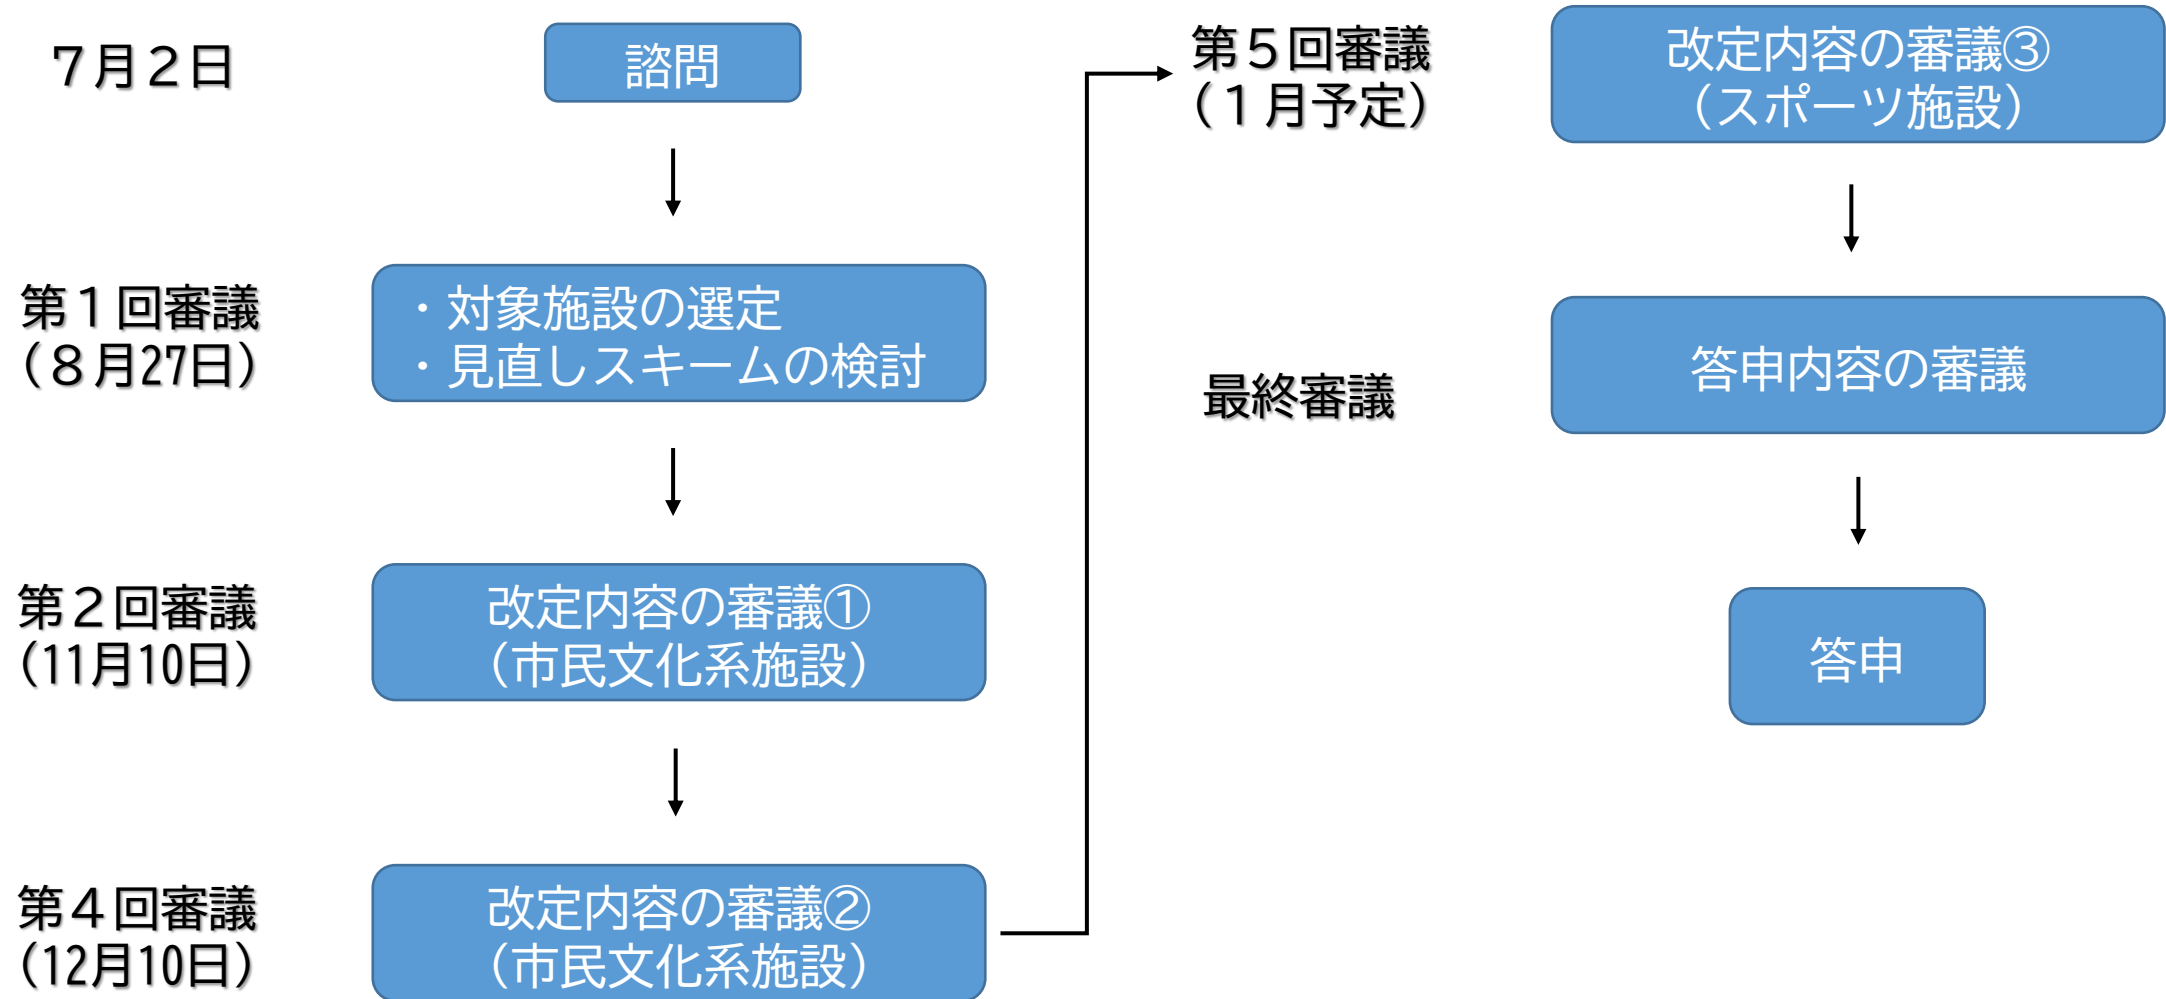 ７月２日
諮問
第１回審議
（８月27日）
・対象施設の選定
・見直しスキームの検討
第２回審議
（11月10日）
改定内容の審議①
（市民文化系施設）
第４回審議
（12月10日）
改定内容の審議②
（市民文化系施設）
第５回審議
（１月予定）
改定内容の審議③
（スポーツ施設）
最終審議
答申内容の審議
答申